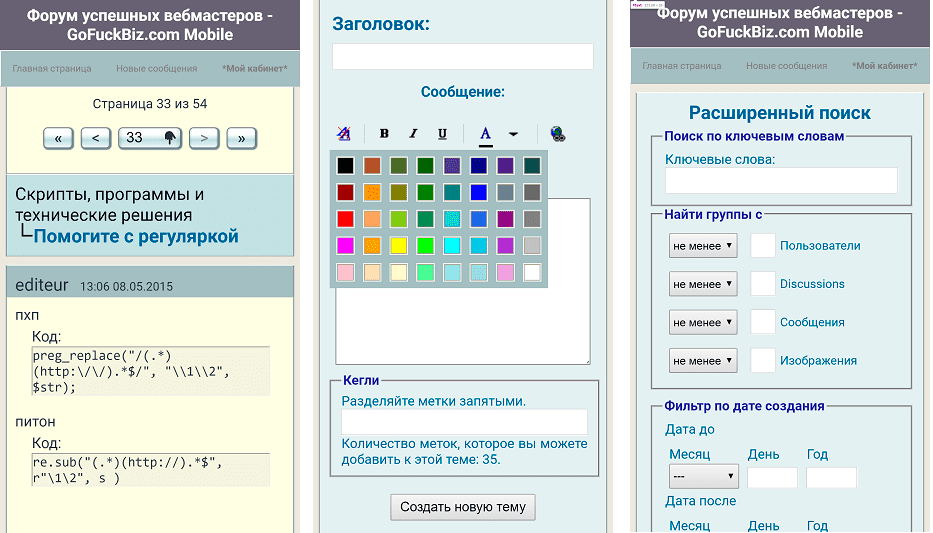 Форум успешных вебмастеров -
GoFuckBiz.com Mobile
Главная страница Новые сообщения *Мой кабинет*
Страница 33 из 54
« < 33 > »
Скрипты, программы и
технические решения
Помогите с регуляркой
editeur 13:06 08.05.2015
пхп
Код:
preg_replace("/(.*)
(http:\/\/).*$/", "\\1\\2",
$str);
питон
Код:
re.sub("(.*)(http://).*$",
r"\1\2", s )
Заголовок:
Сообщение:
A B I U A
Кегли
Разделяйте метки запятыми.
Количество меток, которое вы можете
добавить к этой теме: 35.
Создать новую тему
Форум успешных вебмастеров -
GoFuckBiz.com Mobile
Главная страница Новые сообщения *Мой кабинет*
Расширенный поиск
Поиск по ключевым словам
Ключевые слова:
Найти группы с
не менее Пользователи
не менее Discussions
не менее Сообщения
не менее Изображения
Фильтр по дате создания
Дата до
Месяц День Год
---
Дата после
Месяц День Год